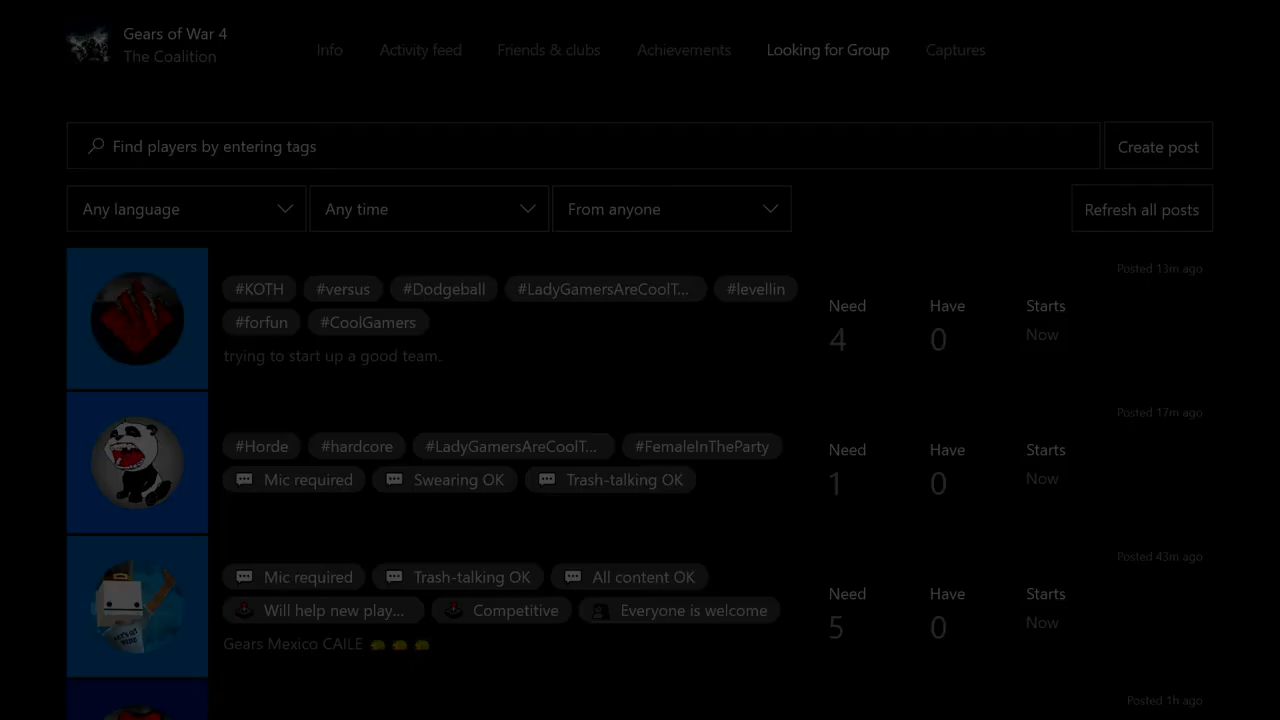 Gears of War 4
The Coalition
Info Activity feed Friends & clubs Achievements Looking for Group Captures
Find players by entering tags
Create post
Any language Any time From anyone Refresh all posts
Posted 13m ago
#KOTH #versus #Dodgeball #LadyGamersAreCoolT... #levellin
#forfun #CoolGamers
trying to start up a good team.
Need Have Starts
4 0 Now
Posted 17m ago
#Horde #hardcore #LadyGamersAreCoolT... #FemaleInTheParty
Mic required Swearing OK Trash-talking OK
Need Have Starts
1 0 Now
Posted 43m ago
Mic required Trash-talking OK All content OK
Will help new play... Competitive Everyone is welcome
Gears Mexico CAILE 🌮 🌮 🌮
Need Have Starts
5 0 Now
Posted 1h ago